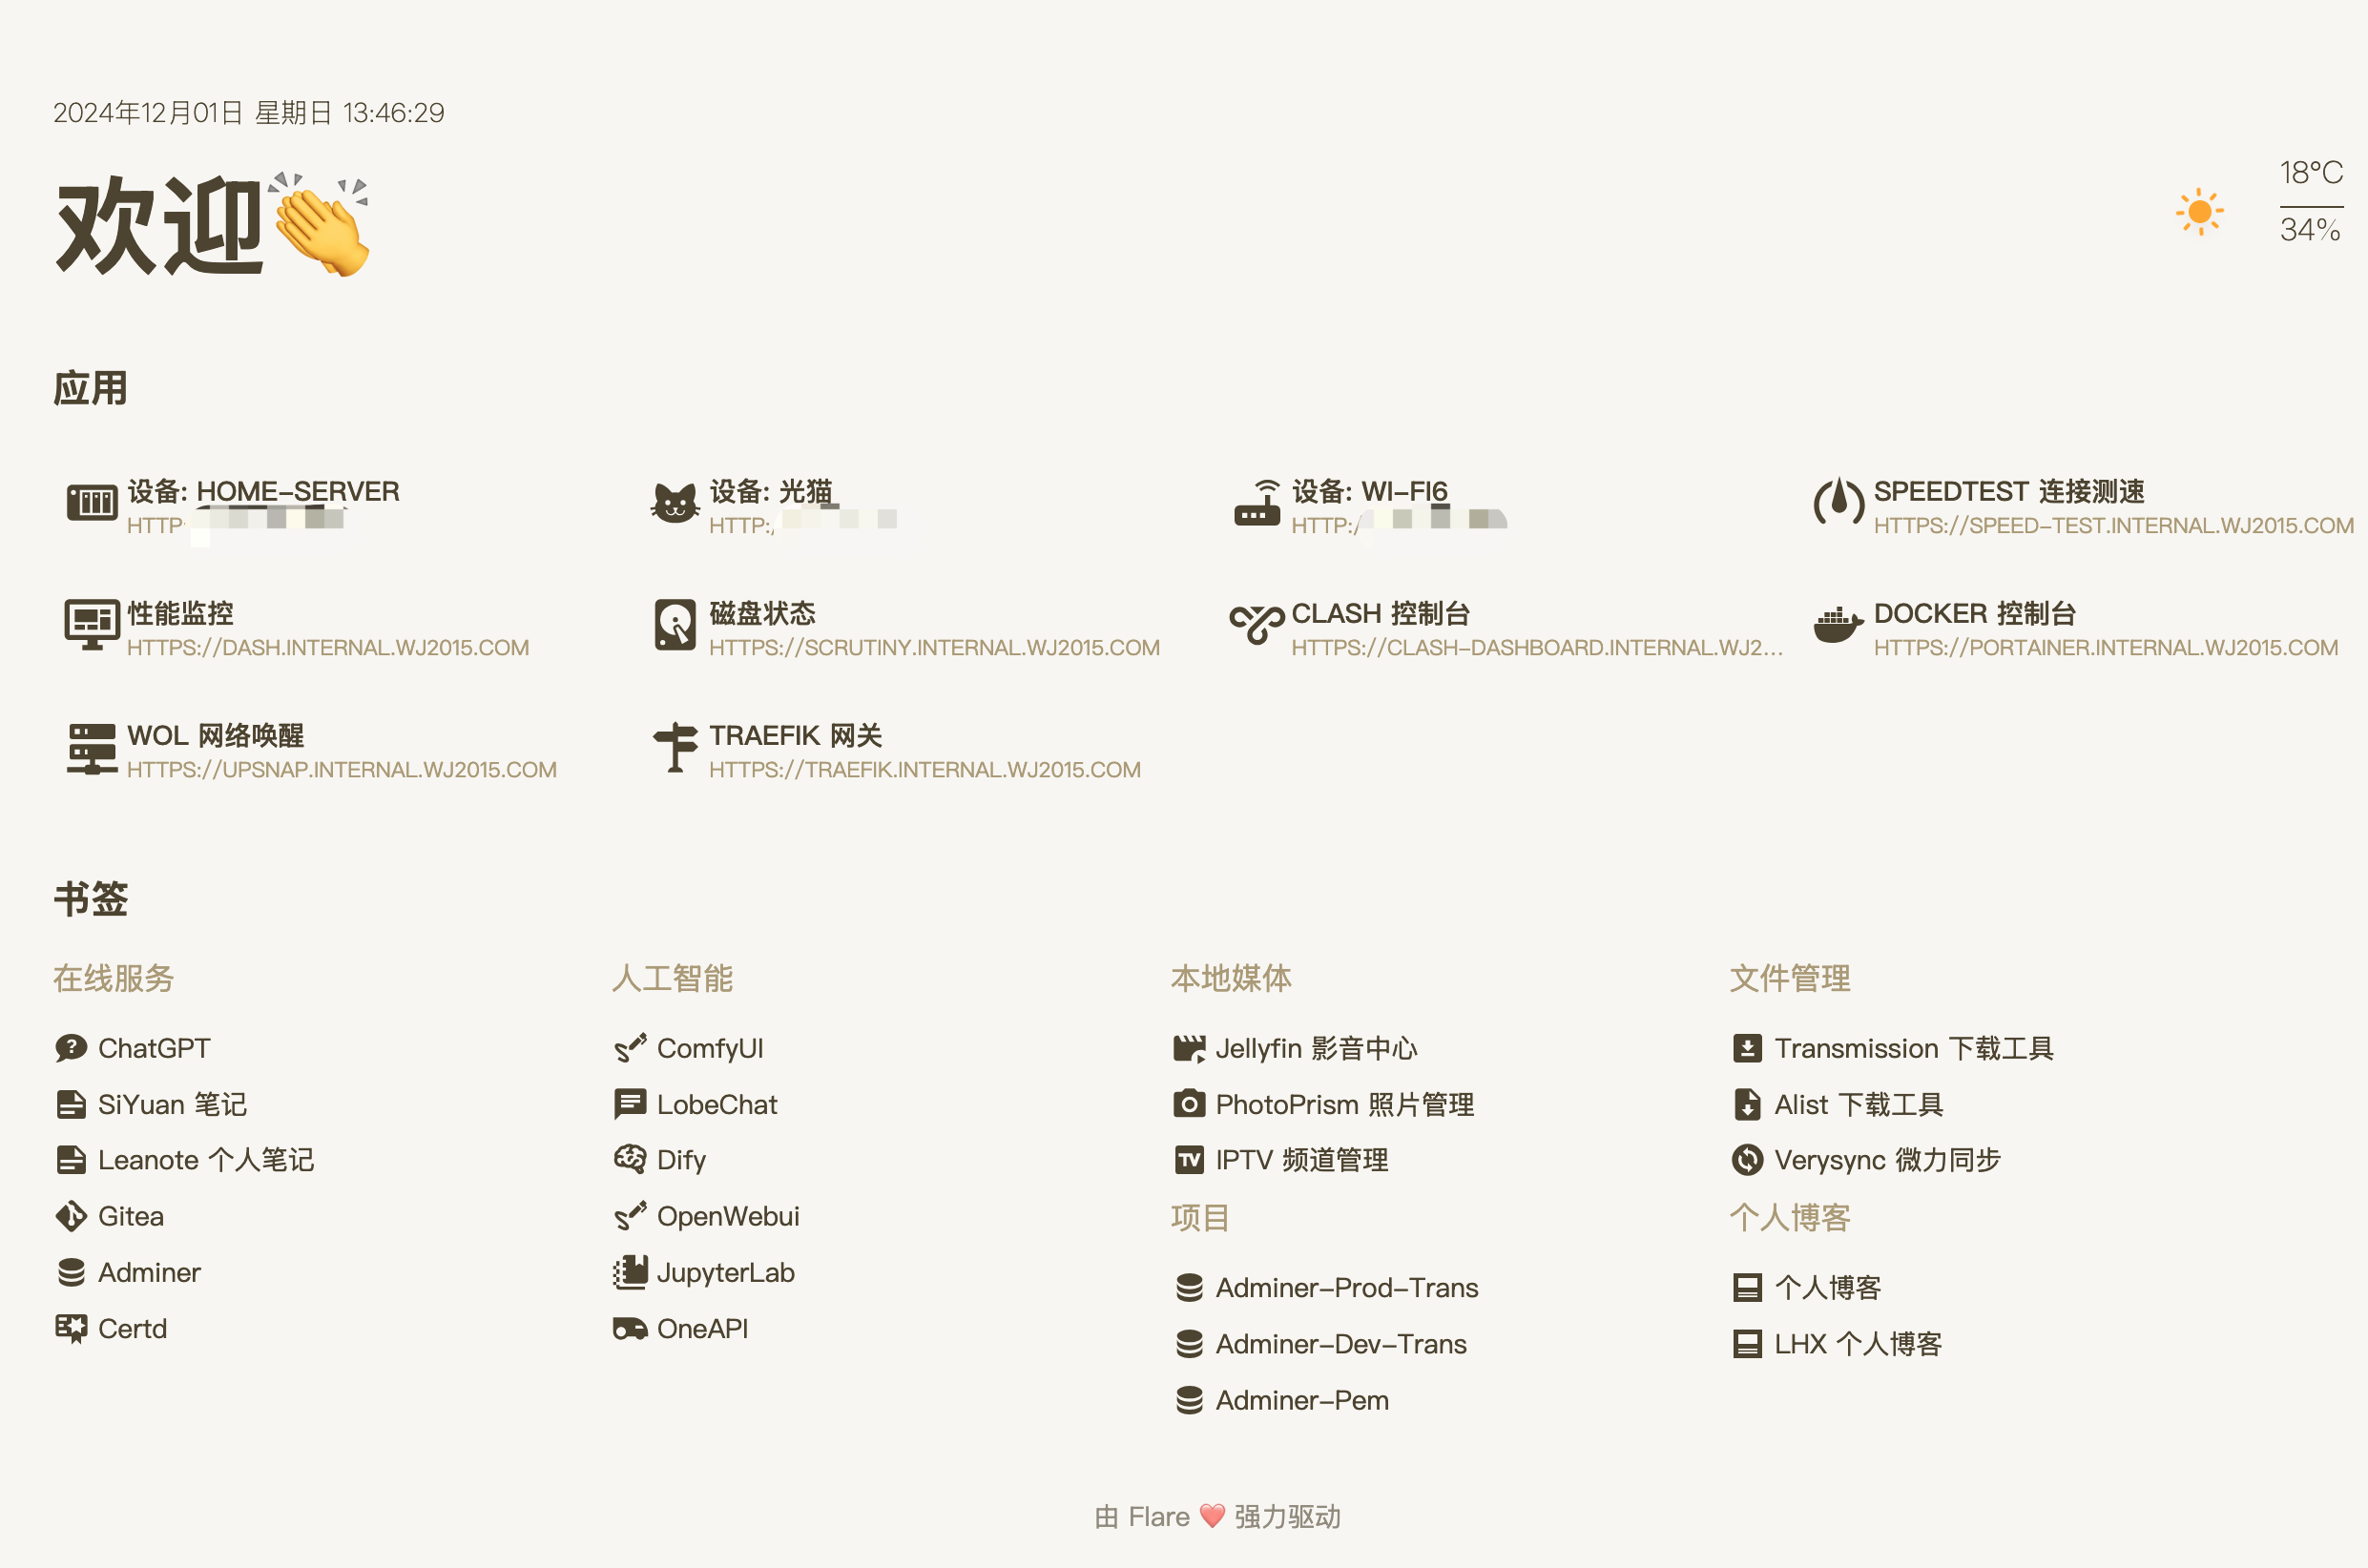 2024年12月01日 星期日 13:46:29
欢迎👏
18°C
34%
应用
设备: HOME-SERVER
HTTP:
设备: 光猫
HTTP:/
设备: WI-FI6
HTTP:/
SPEEDTEST 连接测速
HTTPS://SPEED-TEST.INTERNAL.WJ2015.COM
性能监控
HTTPS://DASH.INTERNAL.WJ2015.COM
磁盘状态
HTTPS://SCRUTINY.INTERNAL.WJ2015.COM
CLASH 控制台
HTTPS://CLASH-DASHBOARD.INTERNAL.WJ2...
DOCKER 控制台
HTTPS://PORTAINER.INTERNAL.WJ2015.COM
WOL 网络唤醒
HTTPS://UPSNAP.INTERNAL.WJ2015.COM
TRAEFIK 网关
HTTPS://TRAEFIK.INTERNAL.WJ2015.COM
书签
在线服务
ChatGPT
SiYuan 笔记
Leanote 个人笔记
Gitea
Adminer
Certd
人工智能
ComfyUI
LobeChat
Dify
OpenWebui
JupyterLab
OneAPI
本地媒体
Jellyfin 影音中心
PhotoPrism 照片管理
TV
IPTV 频道管理
项目
Adminer-Prod-Trans
Adminer-Dev-Trans
Adminer-Pem
文件管理
Transmission 下载工具
Alist 下载工具
Verysync 微力同步
个人博客
个人博客
LHX 个人博客
由 Flare ❤️ 强力驱动